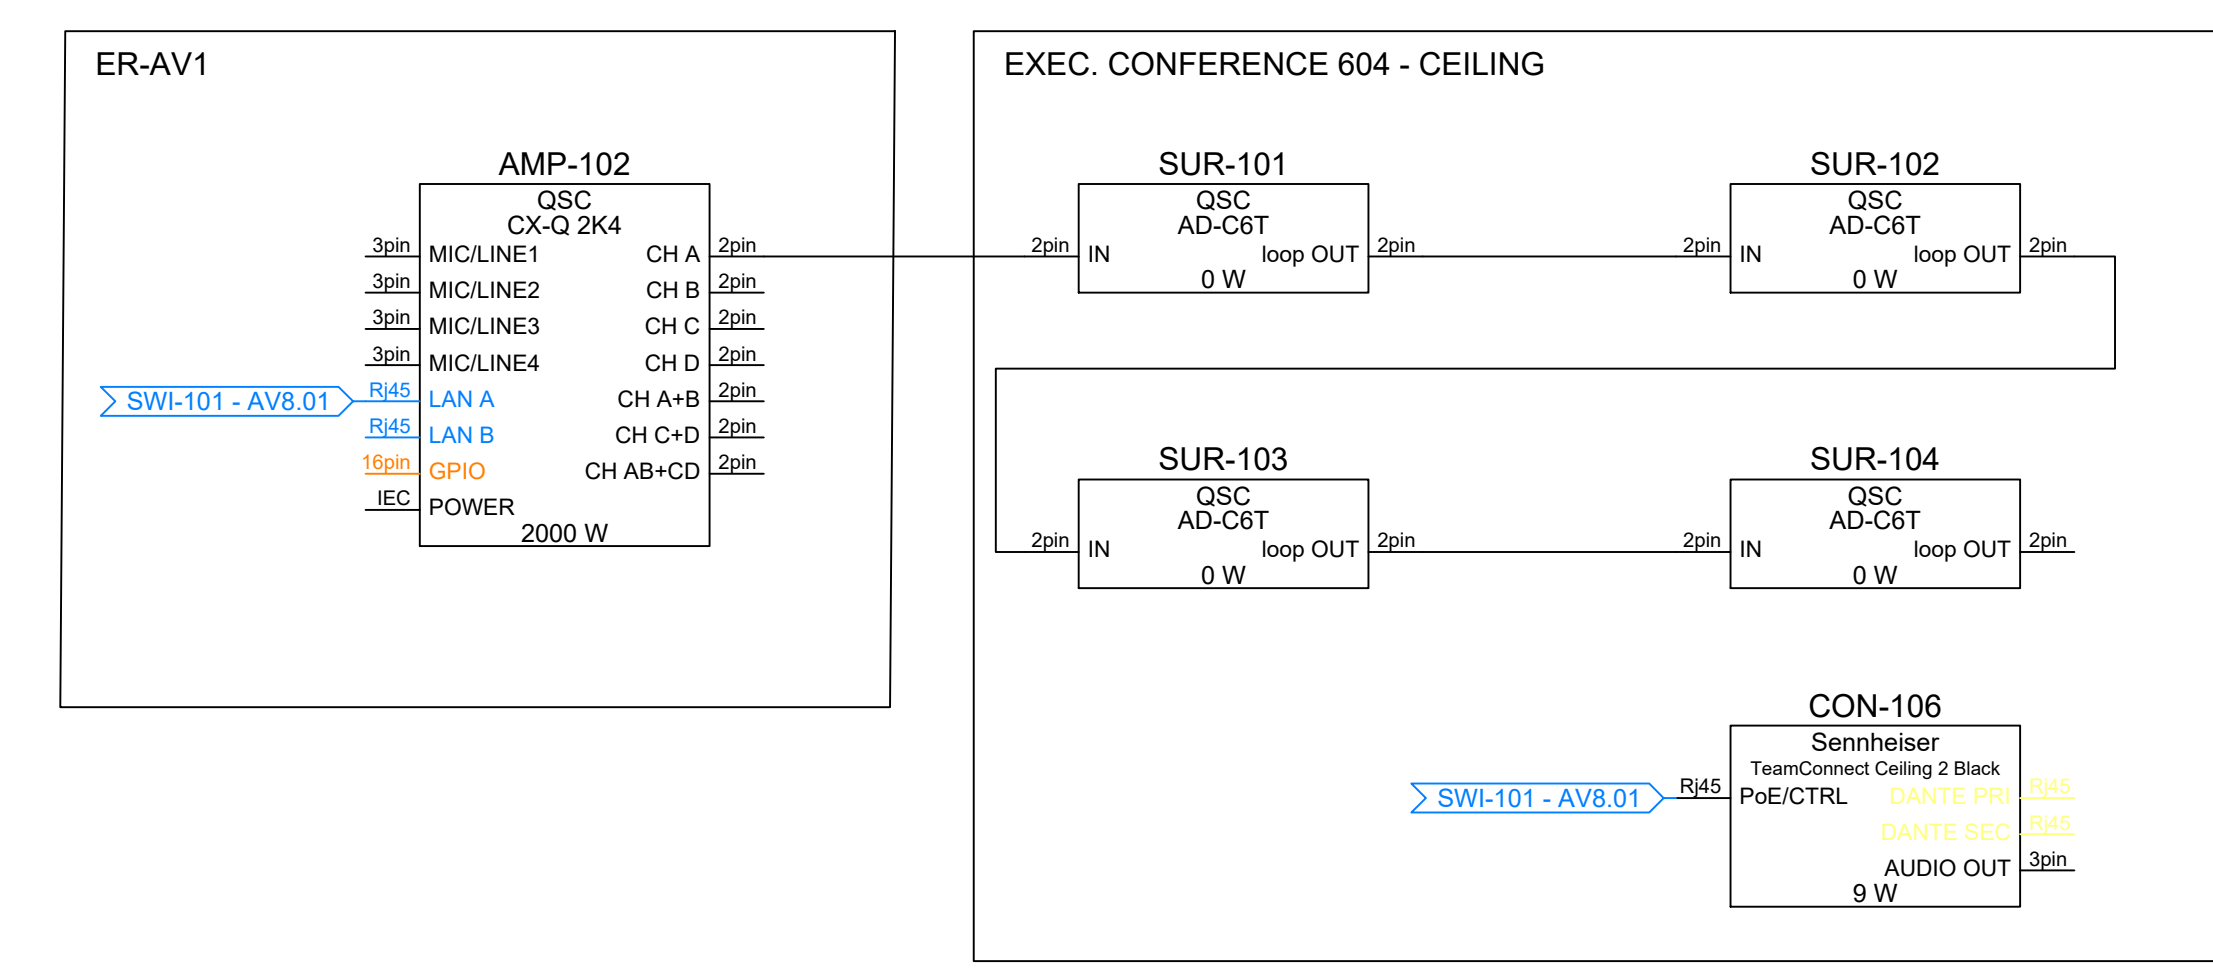 ER-AV1
EXEC. CONFERENCE 604 - CEILING
AMP-102
QSC
CX-Q 2K4
3pin MIC/LINE1 CH A 2pin
3pin MIC/LINE2 CH B 2pin
3pin MIC/LINE3 CH C 2pin
3pin MIC/LINE4 CH D 2pin
SWI-101 - AV8.01 Rj45 LAN A CH A+B 2pin
Rj45 LAN B CH C+D 2pin
16pin GPIO CH AB+CD 2pin
IEC POWER
2000 W
SUR-101
QSC
AD-C6T
2pin IN loop OUT 2pin
0 W
SUR-102
QSC
AD-C6T
2pin IN loop OUT 2pin
0 W
SUR-103
QSC
AD-C6T
2pin IN loop OUT 2pin
0 W
SUR-104
QSC
AD-C6T
2pin IN loop OUT 2pin
0 W
CON-106
Sennheiser
TeamConnect Ceiling 2 Black
SWI-101 - AV8.01 Rj45 PoE/CTRL DANTE PRI Rj45
DANTE SEC Rj45
AUDIO OUT 3pin
9 W